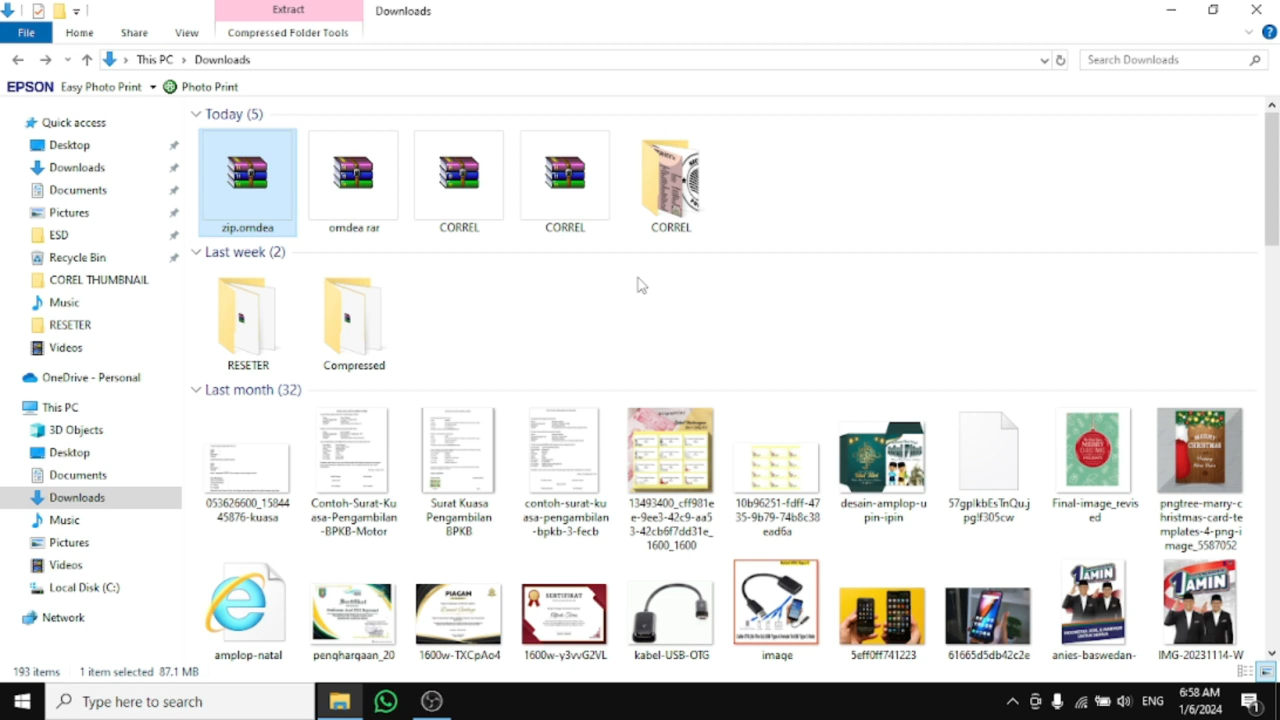 Extract
Downloads
File
Home
Share
View
Compressed Folder Tools
This PC
Downloads
Search Downloads
EPSON
Easy Photo Print
Photo Print
Quick access
Desktop
Downloads
Documents
Pictures
ESD
Recycle Bin
COREL THUMBNAIL
Music
RESETER
Videos
OneDrive - Personal
This PC
3D Objects
Desktop
Documents
Downloads
Music
Pictures
Videos
Local Disk (C:)
Network
Today (5)
zip.omdea
omdea rar
CORREL
CORREL
CORREL
Last week (2)
RESETER
Compressed
Last month (32)
053626600_15844
45876-kuasa
Contoh-Surat-Ku
asa-Pengambilan
-BPKB-Motor
Surat Kuasa
Pengambilan
BPKB
contoh-surat-ku
asa-pengambilan
-bpkb-3-fecb
13493400_cff981e
e-9ee3-42c9-aa5
3-42cb6f7dd31e_
1600_1600
10b96251-fdff-47
35-9b79-74b8c38
ead6a
desain-amplop-u
pin-ipin
57gplkbEsTnQu.j
pg!f305cw
Final-image_revis
ed
MERRY
CHRISTMAS
pngtree-marry-c
hristmas-card-te
mplates-4-png-i
mage_5587052
amplop-natal
penghargaan_20
PIAGAM
1600w-TXCpAo4
SERTIFIKAT
1600w-y3vvG2VL
kabel-USB-OTG
image
5eff0ff741223
61665d5db42c2e
1AMIN
anies-baswedan-
1AMIN
IMG-20231114-W
193 items
1 item selected 87.1 MB
Type here to search
ENG
6:58 AM
1/6/2024
1